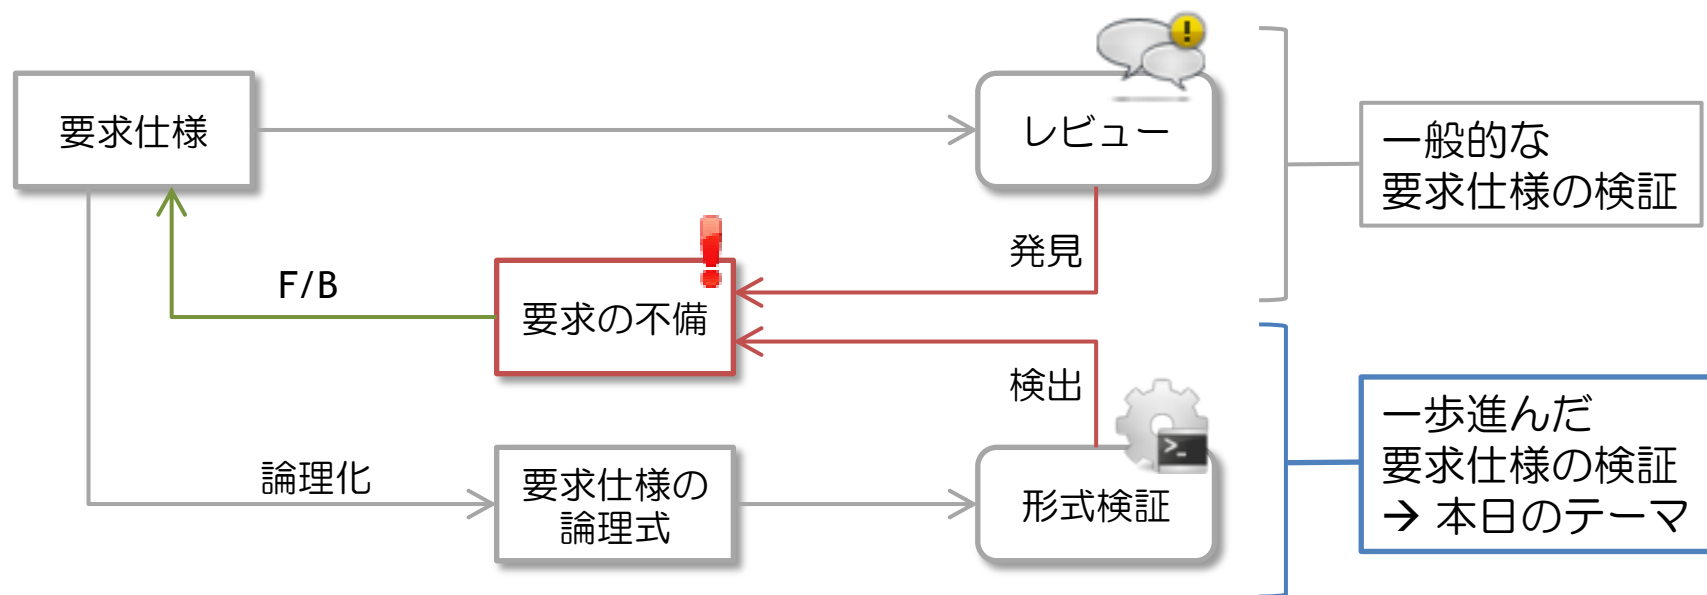 要求仕様
レビュー
一般的な
要求仕様の検証
発見
F/B
要求の不備
検出
一歩進んだ
要求仕様の検証
→ 本日のテーマ
論理化
要求仕様の
論理式
形式検証